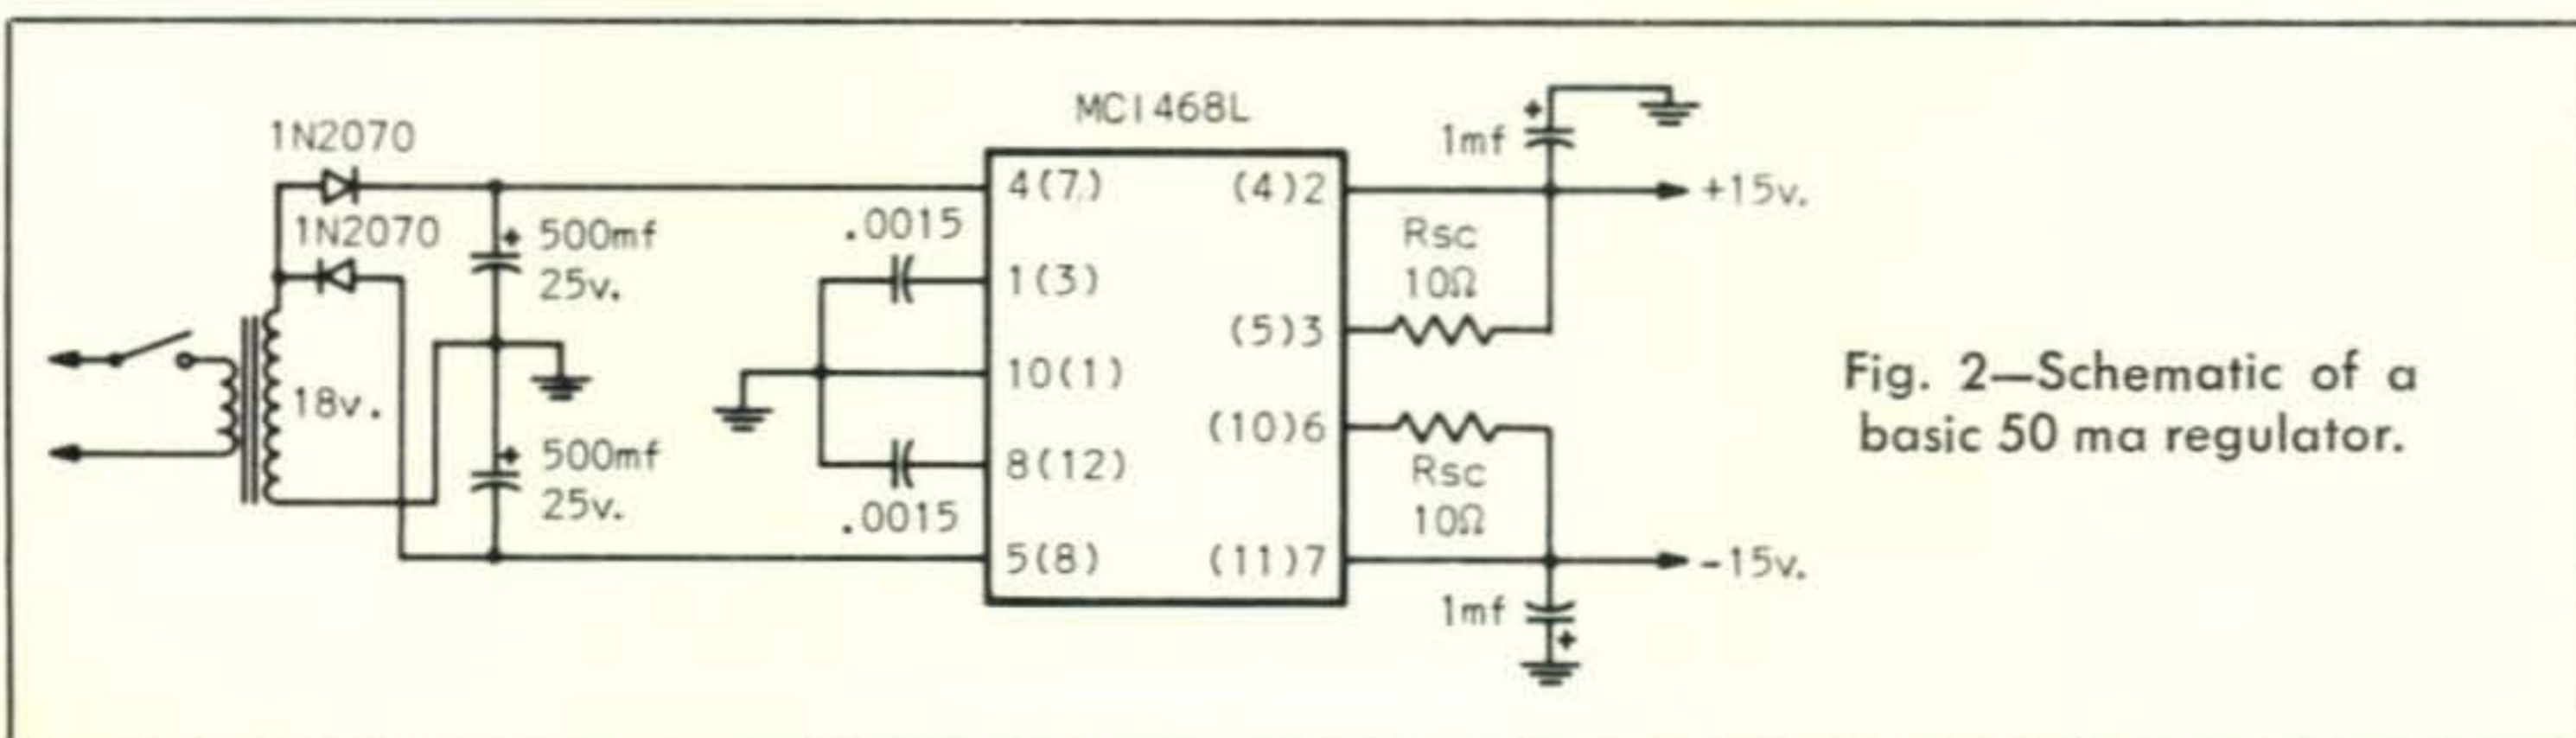 MC1468L
1N2070
1N2070
500mf
25v.
18v.
500mf
25v.
.0015
.0015
4(7)
1(3)
10(1)
8(12)
5(8)
(4)2
(5)3
(10)6
(11)7
1mf
+15v.
Rsc
10Ω
Rsc
10Ω
-15v.
1mf
Fig. 2—Schematic of a
basic 50 ma regulator.